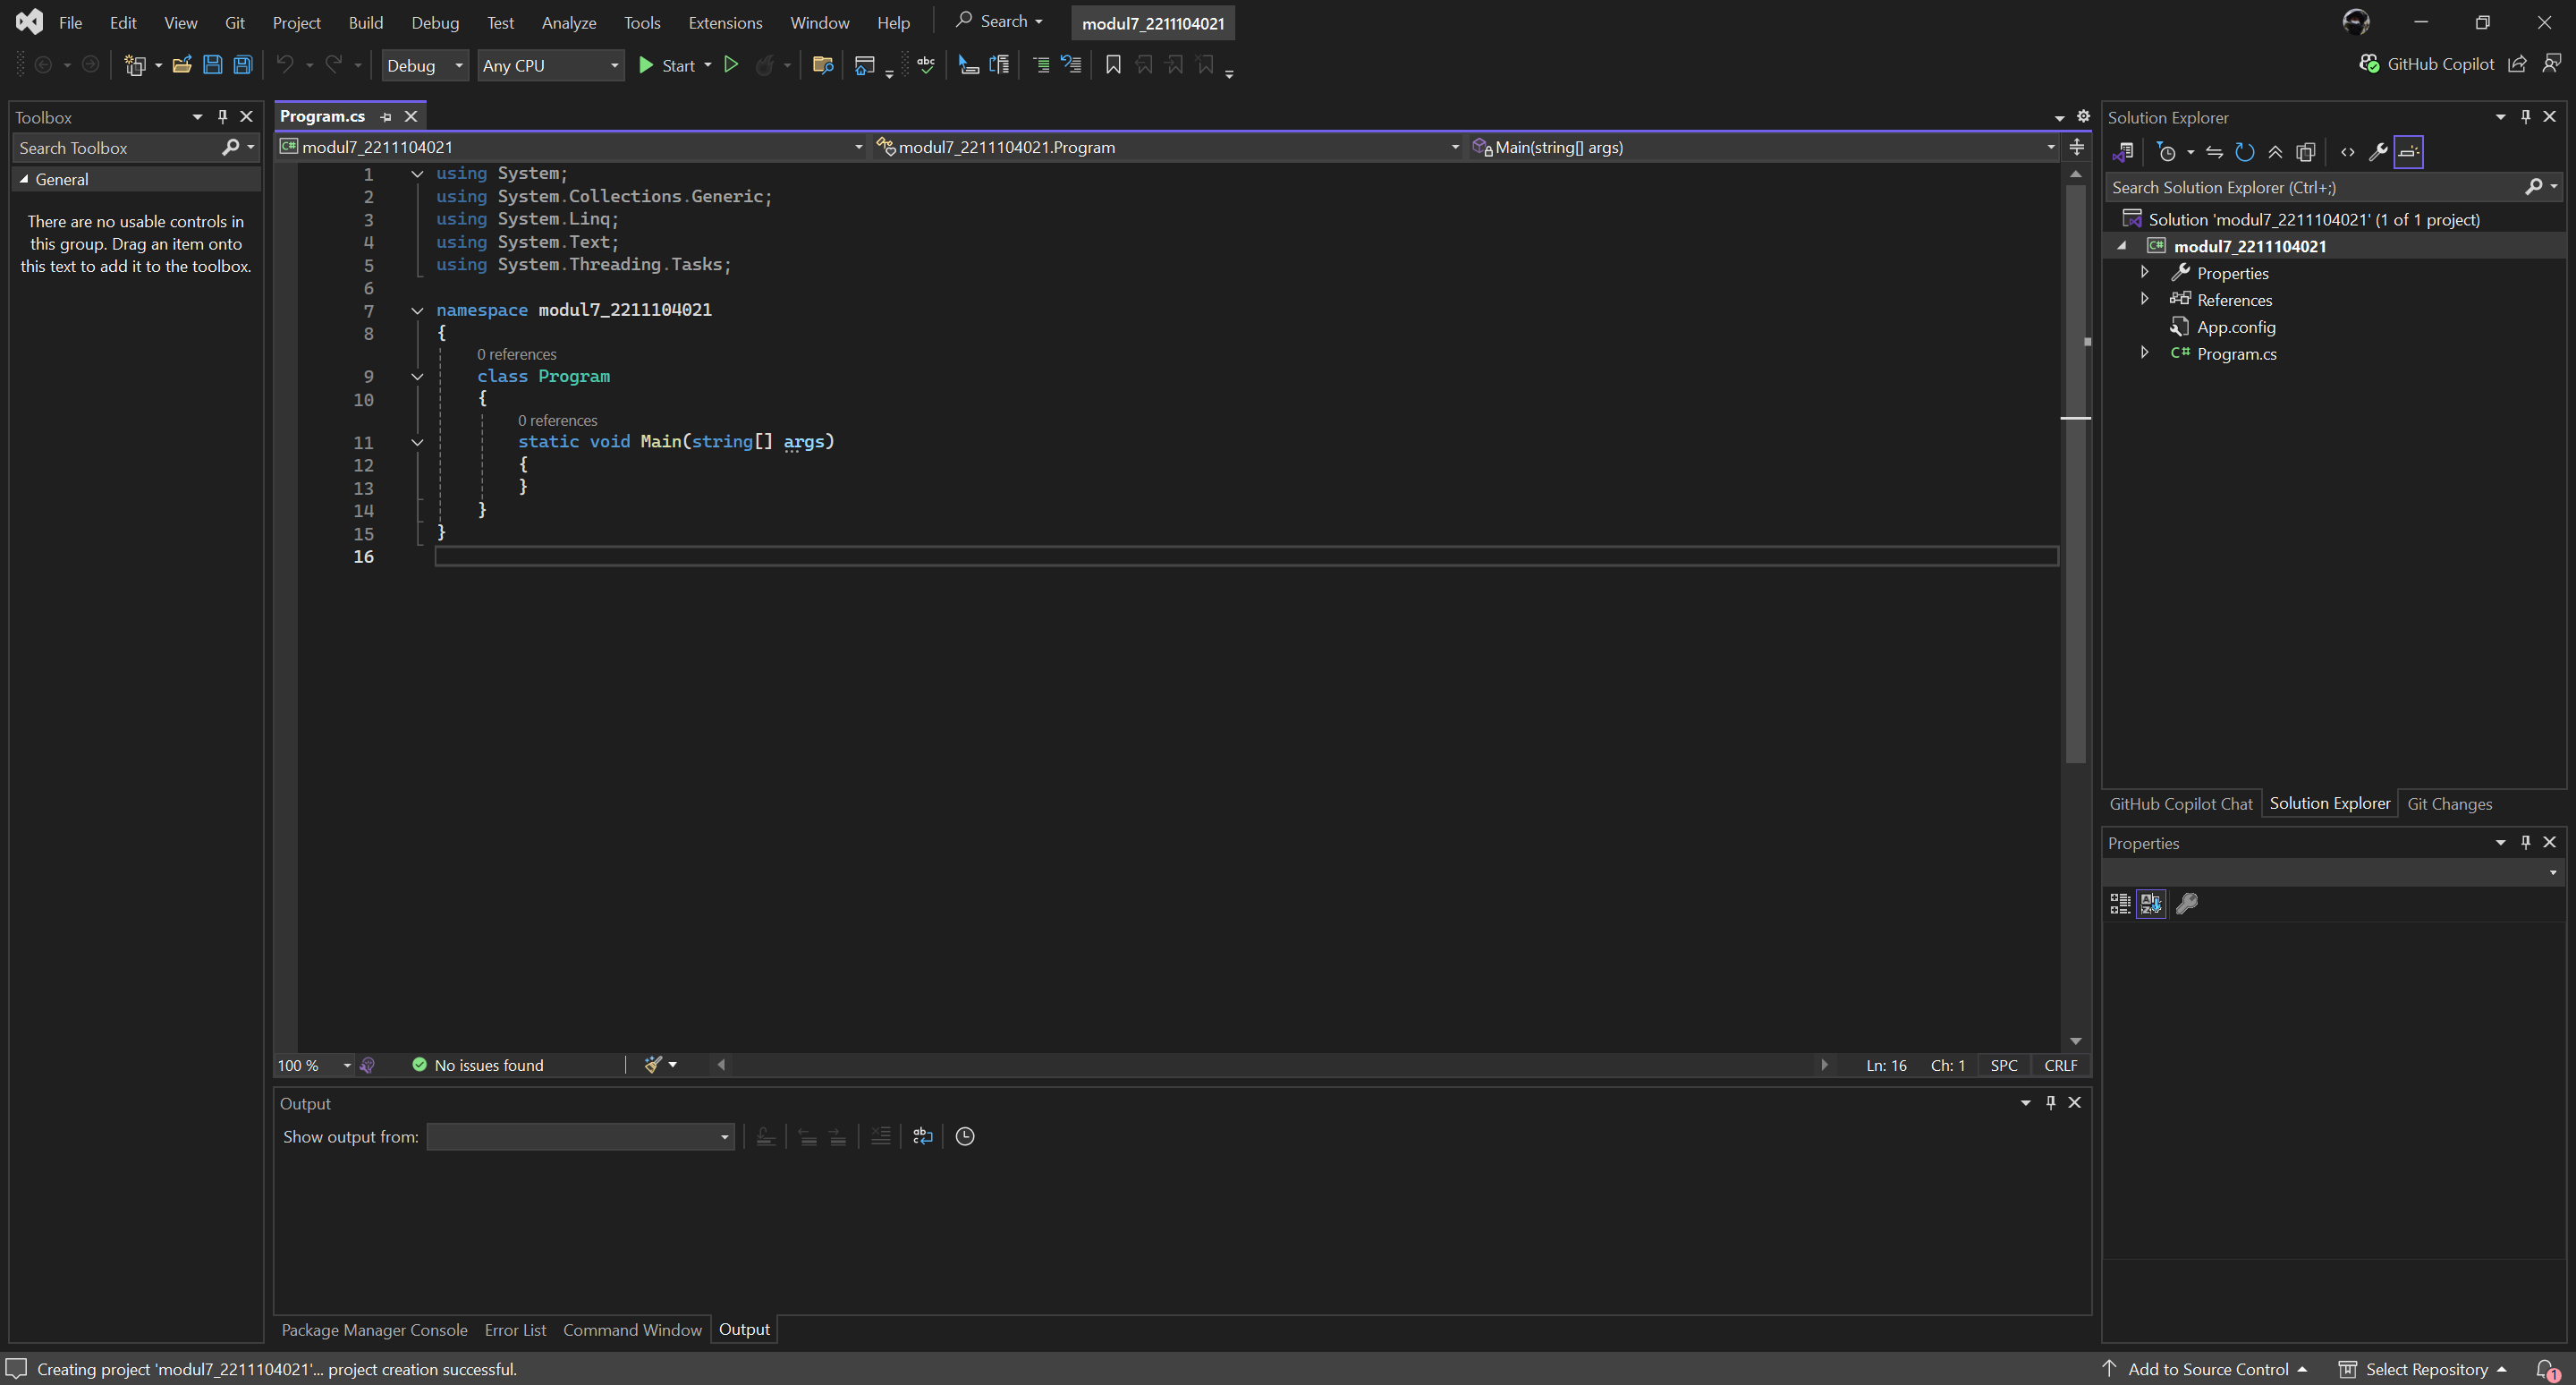 File Edit View Git Project Build Debug Test Analyze Tools Extensions Window Help Search modul7_2211104021
Debug Any CPU Start GitHub Copilot
Toolbox
Search Toolbox
General
There are no usable controls in
this group. Drag an item onto
this text to add it to the toolbox.
Program.cs
modul7_2211104021 modul7_2211104021.Program Main(string[] args)
1 using System;
2 using System.Collections.Generic;
3 using System.Linq;
4 using System.Text;
5 using System.Threading.Tasks;
6
7 namespace modul7_2211104021
8 {
0 references
9 class Program
10 {
0 references
11 static void Main(string[] args)
12 {
13 }
14 }
15 }
16
100 % No issues found Ln: 16 Ch: 1 SPC CRLF
Output
Show output from:
Package Manager Console Error List Command Window Output
Solution Explorer
Search Solution Explorer (Ctrl+;)
Solution 'modul7_2211104021' (1 of 1 project)
C# modul7_2211104021
Properties
References
App.config
C# Program.cs
GitHub Copilot Chat Solution Explorer Git Changes
Properties
Creating project 'modul7_2211104021'... project creation successful. Add to Source Control Select Repository 1